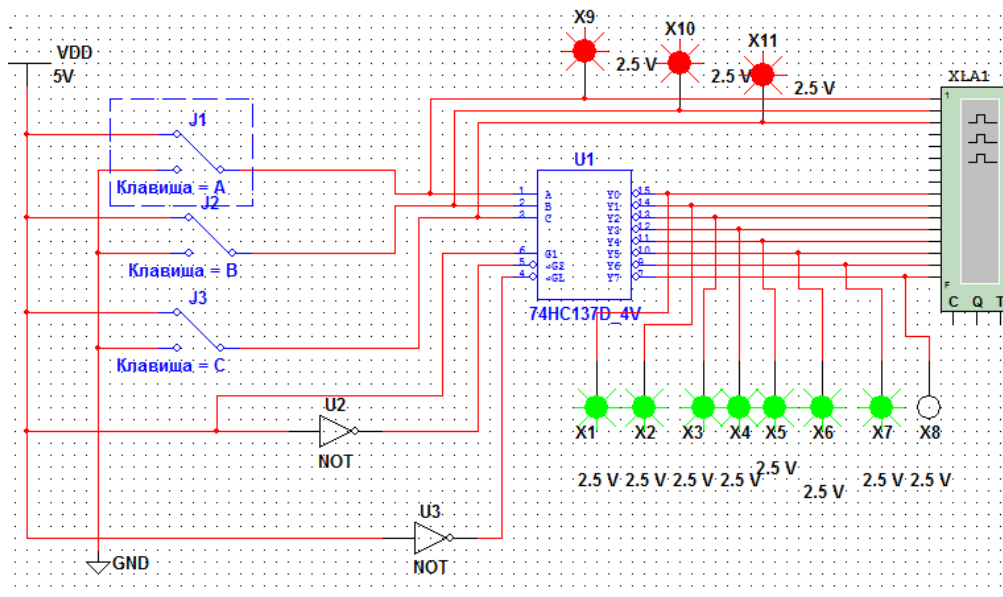 X9
X10
X11
2.5 V
2.5 V
2.5 V
VDD
5V
XLA1
1
F
C Q T
J1
Клавиша = A
J2
Клавиша = B
J3
Клавиша = C
U1
1 A Y0 15
2 B Y1 14
3 C Y2 13
Y3 12
Y4 11
6 G1 Y5 10
5 ~G2 Y6 9
4 ~GL Y7 7
74HC137D_4V
U2
NOT
U3
NOT
GND
X1 X2 X3 X4 X5 X6 X7 X8
2.5 V 2.5 V 2.5 V 2.5 V 2.5 V 2.5 V 2.5 V 2.5 V